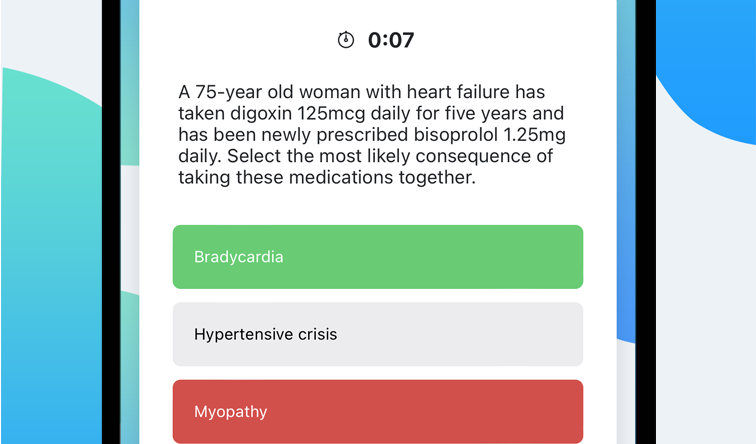 0:07
A 75-year old woman with heart failure has
taken digoxin 125mcg daily for five years and
has been newly prescribed bisoprolol 1.25mg
daily. Select the most likely consequence of
taking these medications together.
Bradycardia
Hypertensive crisis
Myopathy